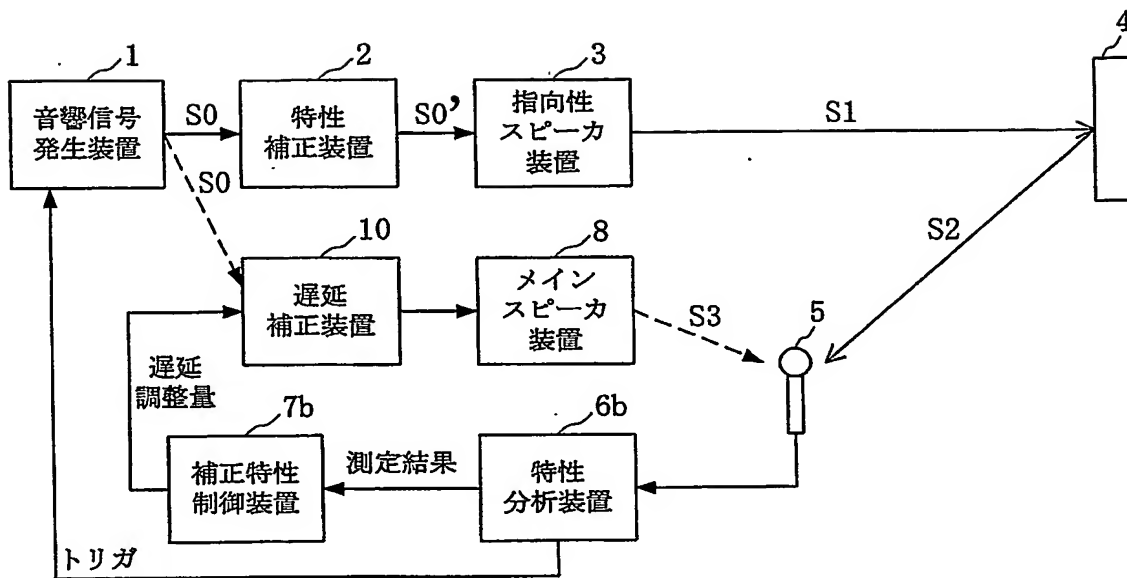 1
音響信号
発生装置
S0
2
特性
補正装置
S0'
3
指向性
スピーカ
装置
S1
4
S0
S2
10
遅延
補正装置
8
メイン
スピーカ
装置
S3
5
遅延
調整量
7b
補正特性
制御装置
測定結果
6b
特性
分析装置
トリガ